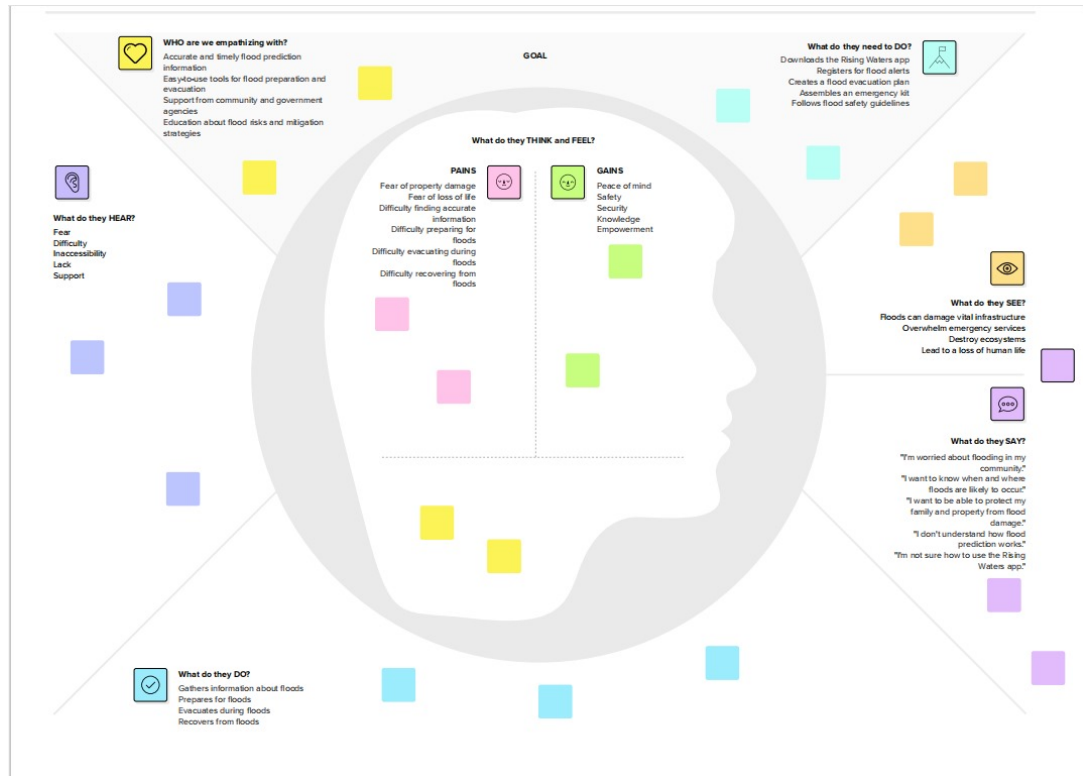 WHO are we empathizing with?
Accurate and timely flood prediction
information
Easy-to-use tools for flood preparation and
evacuation
Support from community and government
agencies
Education about flood risks and mitigation
strategies
GOAL
What do they need to DO?
Downloads the Rising Waters app
Registers for flood alerts
Creates a flood evacuation plan
Assembles an emergency kit
Follows flood safety guidelines
What do they THINK and FEEL?
PAINS
Fear of property damage
Fear of loss of life
Difficulty finding accurate
information
Difficulty preparing for
floods
Difficulty evacuating during
floods
Difficulty recovering from
floods
GAINS
Peace of mind
Safety
Security
Knowledge
Empowerment
What do they HEAR?
Fear
Difficulty
Inaccessibility
Lack
Support
What do they SEE?
Floods can damage vital infrastructure
Overwhelm emergency services
Destroy ecosystems
Lead to a loss of human life
What do they SAY?
"I'm worried about flooding in my
community."
"I want to know when and where
floods are likely to occur."
"I want to be able to protect my
family and property from flood
damage."
"I don't understand how flood
prediction works."
"I'm not sure how to use the Rising
Waters app."
What do they DO?
Gathers information about floods
Prepares for floods
Evacuates during floods
Recovers from floods